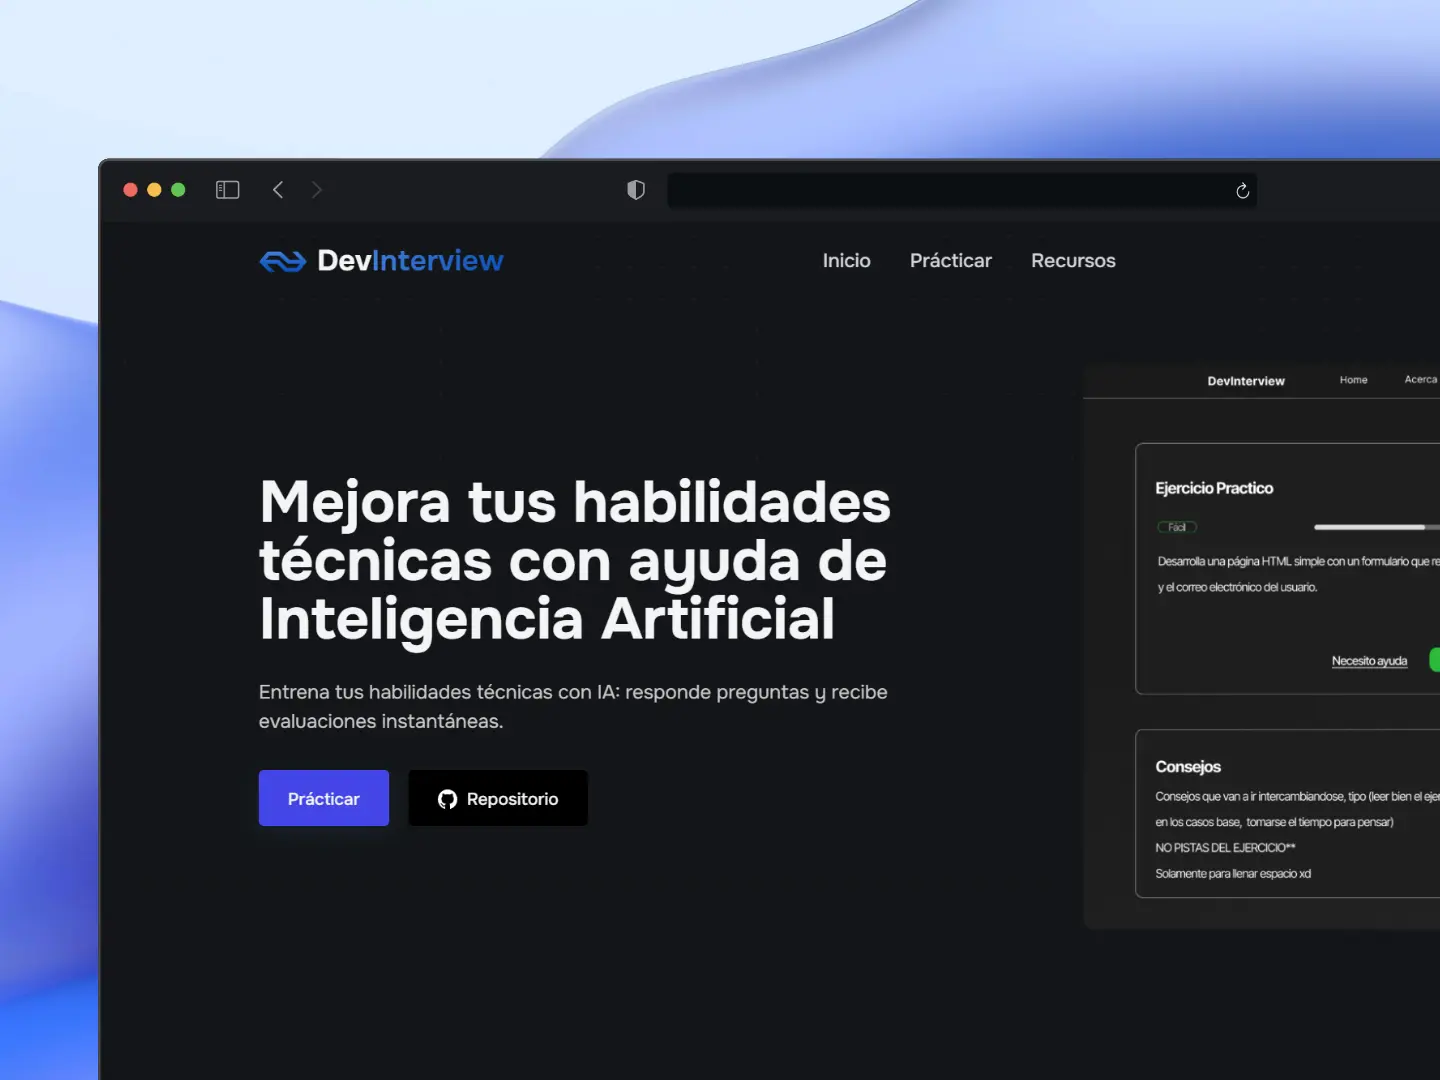 DevInterview
Inicio Prácticar Recursos
Mejora tus habilidades
técnicas con ayuda de
Inteligencia Artificial
Entrena tus habilidades técnicas con IA: responde preguntas y recibe
evaluaciones instantáneas.
Prácticar
Repositorio
DevInterview Home Acerca
Ejercicio Practico
Fácil
Desarrolla una página HTML simple con un formulario que re
y el correo electrónico del usuario.
Necesito ayuda
Consejos
Consejos que van a ir intercambiandose, tipo (leer bien el ejer
en los casos base, tomarse el tiempo para pensar)
NO PISTAS DEL EJERCICIO**
Solamente para llenar espacio xd